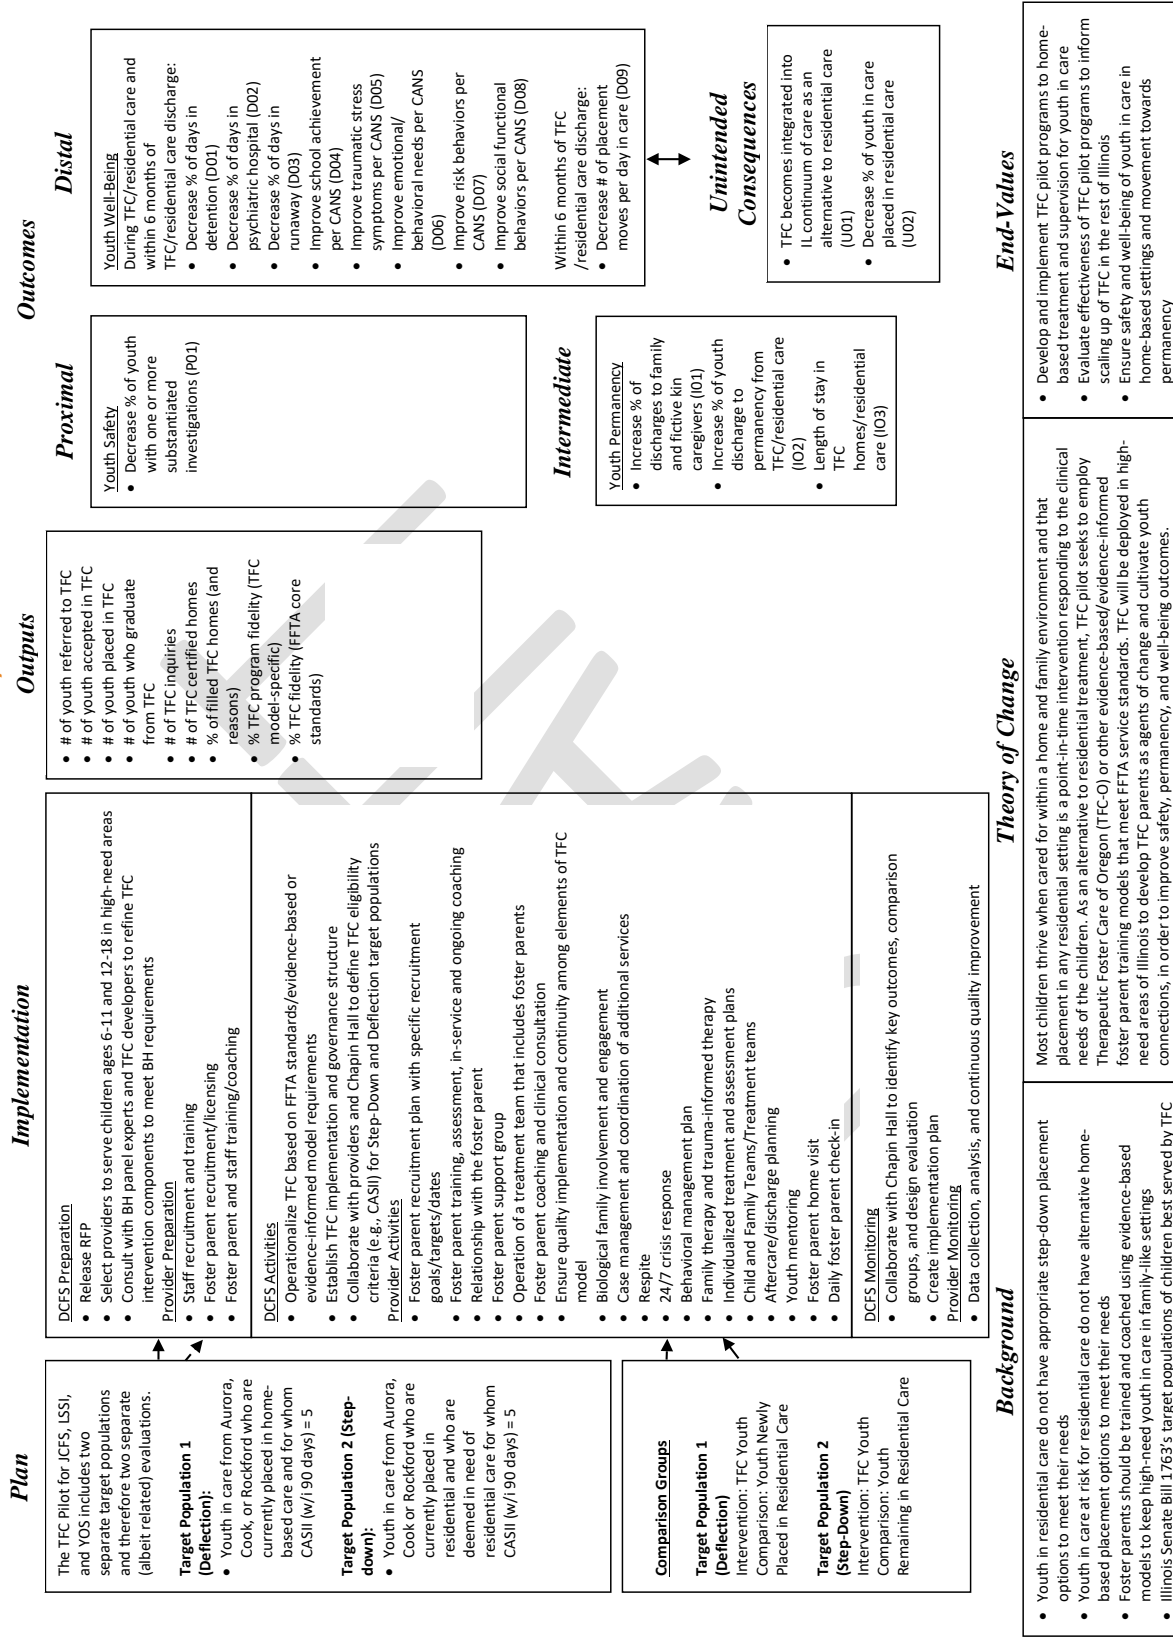 Plan
The TFC Pilot for JCFS, LSSI,
and YOS includes two
separate target populations
and therefore two separate
(albeit related) evaluations.
Target Population 1
(Deflection):
• Youth in care from Aurora,
Cook, or Rockford who are
currently placed in home-
based care and for whom
CASII (w/i 90 days) = 5
Target Population 2 (Step-
down):
• Youth in care from Aurora,
Cook or Rockford who are
currently placed in
residential and who are
deemed in need of
residential care for whom
CASII (w/i 90 days) = 5
Comparison Groups
Target Population 1
(Deflection)
Intervention: TFC Youth
Comparison: Youth Newly
Placed in Residential Care
Target Population 2
(Step-Down)
Intervention: TFC Youth
Comparison: Youth
Remaining in Residential Care
Implementation
DCFS Preparation
• Release RFP
• Select providers to serve children ages 6-11 and 12-18 in high-need areas
• Consult with BH panel experts and TFC developers to refine TFC
intervention components to meet BH requirements
Provider Preparation
• Staff recruitment and training
• Foster parent recruitment/licensing
• Foster parent and staff training/coaching
DCFS Activities
• Operationalize TFC based on FFTA standards/evidence-based or
evidence-informed model requirements
• Establish TFC implementation and governance structure
• Collaborate with providers and Chapin Hall to define TFC eligibility
criteria (e.g., CASII) for Step-Down and Deflection target populations
Provider Activities
• Foster parent recruitment plan with specific recruitment
goals/targets/dates
• Foster parent training, assessment, in-service and ongoing coaching
• Relationship with the foster parent
• Foster parent support group
• Operation of a treatment team that includes foster parents
• Foster parent coaching and clinical consultation
• Ensure quality implementation and continuity among elements of TFC
model
• Biological family involvement and engagement
• Case management and coordination of additional services
• Respite
• 24/7 crisis response
• Behavioral management plan
• Family therapy and trauma-informed therapy
• Individualized treatment and assessment plans
• Child and Family Teams/Treatment teams
• Aftercare/discharge planning
• Youth mentoring
• Foster parent home visit
• Daily foster parent check-in
DCFS Monitoring
• Collaborate with Chapin Hall to identify key outcomes, comparison
groups, and design evaluation
• Create implementation plan
Provider Monitoring
• Data collection, analysis, and continuous quality improvement
Outputs
• # of youth referred to TFC
• # of youth accepted in TFC
• # of youth placed in TFC
• # of youth who graduate
from TFC
• # of TFC inquiries
• # of TFC certified homes
• % of filled TFC homes (and
reasons)
• % TFC program fidelity (TFC
model-specific)
• % TFC fidelity (FFTA core
standards)
Outcomes
Proximal
Youth Safety
• Decrease % of youth
with one or more
substantiated
investigations (P01)
Intermediate
Youth Permanency
• Increase % of
discharges to family
and fictive kin
caregivers (I01)
• Increase % of youth
discharge to
permanency from
TFC/residential care
(IO2)
• Length of stay in
TFC
homes/residential
care (IO3)
Distal
Youth Well-Being
During TFC/residential care and
within 6 months of
TFC/residential care discharge:
• Decrease % of days in
detention (D01)
• Decrease % of days in
psychiatric hospital (D02)
• Decrease % of days in
runaway (D03)
• Improve school achievement
per CANS (D04)
• Improve traumatic stress
symptoms per CANS (D05)
• Improve emotional/
behavioral needs per CANS
(D06)
• Improve risk behaviors per
CANS (D07)
• Improve social functional
behaviors per CANS (D08)
Within 6 months of TFC
/residential care discharge:
• Decrease # of placement
moves per day in care (D09)
Unintended
Consequences
• TFC becomes integrated into
IL continuum of care as an
alternative to residential care
(U01)
• Decrease % of youth in care
placed in residential care
(U02)
Background
• Youth in residential care do not have appropriate step-down placement
options to meet their needs
• Youth in care at risk for residential care do not have alternative home-
based placement options to meet their needs
• Foster parents should be trained and coached using evidence-based
models to keep high-need youth in care in family-like settings
• Illinois Senate Bill 1763's target populations of children best served by TFC
Theory of Change
Most children thrive when cared for within a home and family environment and that
placement in any residential setting is a point-in-time intervention responding to the clinical
needs of the children. As an alternative to residential treatment, TFC pilot seeks to employ
Therapeutic Foster Care of Oregon (TFC-O) or other evidence-based/evidence-informed
foster parent training models that meet FFTA service standards. TFC will be deployed in high-
need areas of Illinois to develop TFC parents as agents of change and cultivate youth
connections, in order to improve safety, permanency, and well-being outcomes.
End-Values
• Develop and implement TFC pilot programs to home-
based treatment and supervision for youth in care
• Evaluate effectiveness of TFC pilot programs to inform
scaling up of TFC in the rest of Illinois
• Ensure safety and well-being of youth in care in
home-based settings and movement towards
permanency